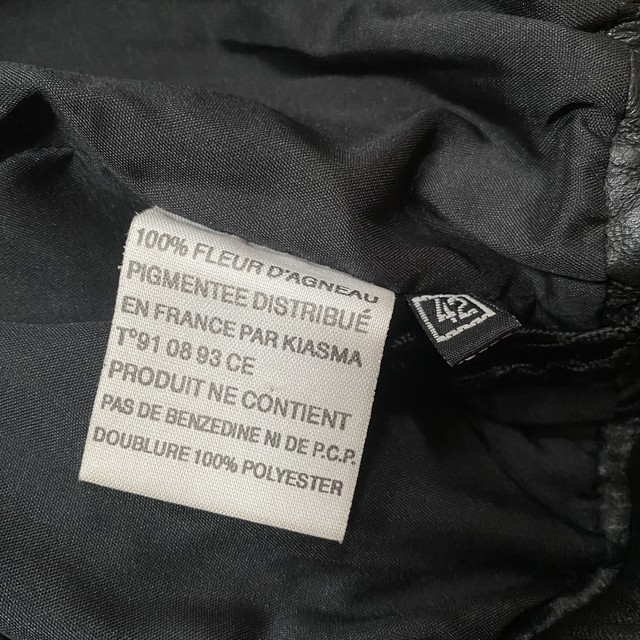 100% FLEUR D'AGNEAU
PIGMENTEE DISTRIBUÉ
EN FRANCE PAR KIASMA
T°91 08 93 CE
PRODUIT NE CONTIENT
PAS DE BENZEDINE NI DE P.C.P.
DOUBLURE 100% POLYESTER
42